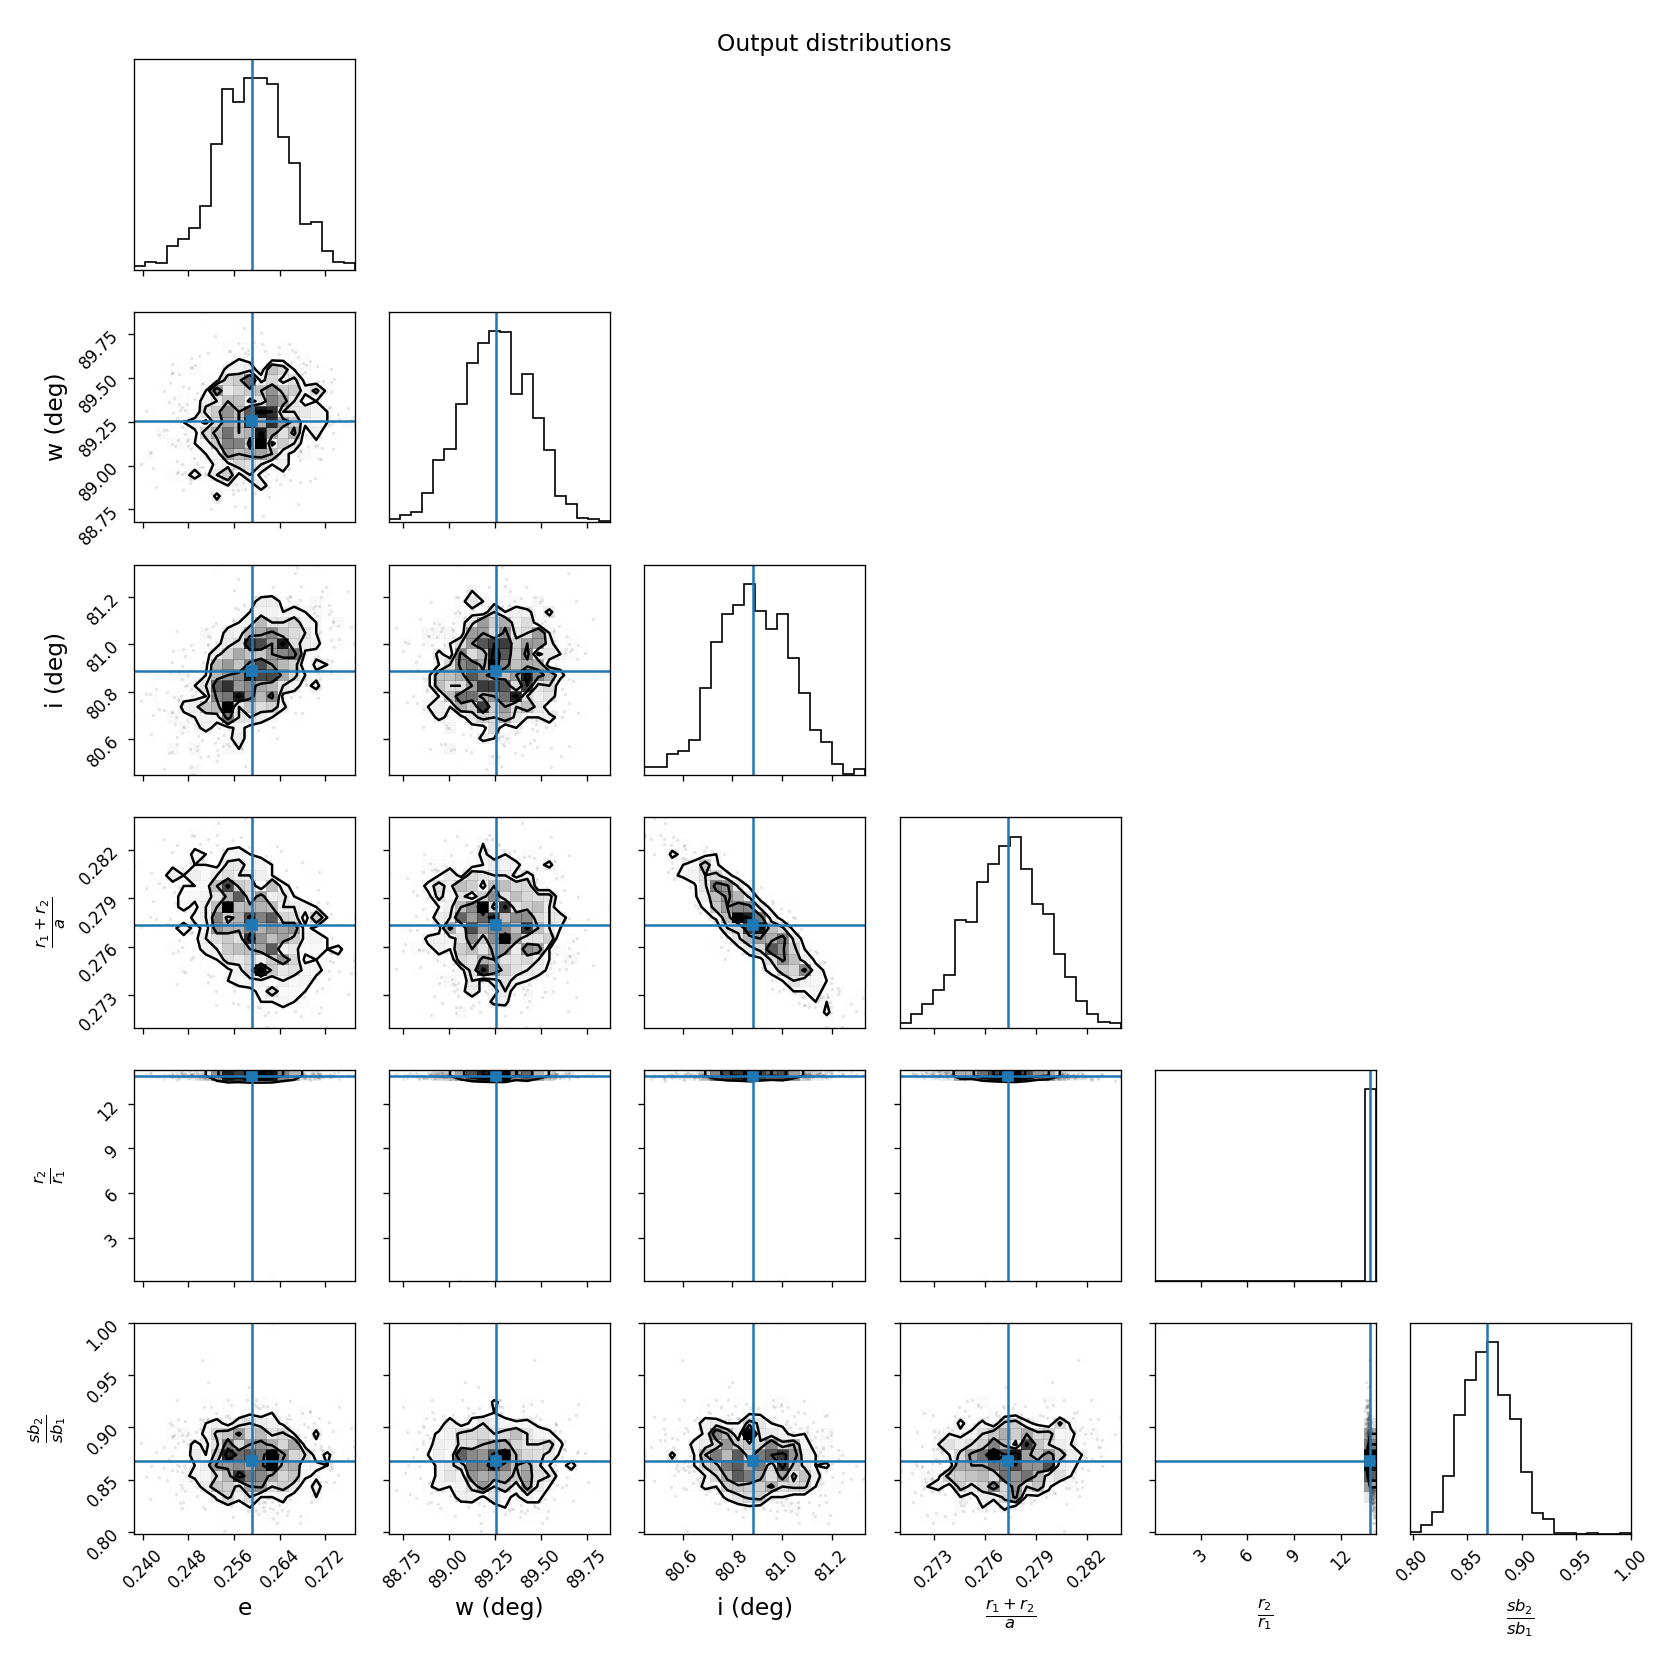 Output distributions
w (deg)
89.75
89.50
89.25
89.00
88.75
i (deg)
81.2
81.0
80.8
80.6
r₁ + r₂
a
0.282
0.279
0.276
0.273
r₂
r₁
12
9
6
3
sb₂
sb₁
1.00
0.95
0.90
0.85
0.80
0.240 0.248 0.256 0.264 0.272
88.75 89.00 89.25 89.50 89.75
80.6 80.8 81.0 81.2
0.273 0.276 0.279 0.282
3 6 9 12
0.80 0.85 0.90 0.95 1.00
e
w (deg)
i (deg)
r₁ + r₂
a
r₂
r₁
sb₂
sb₁